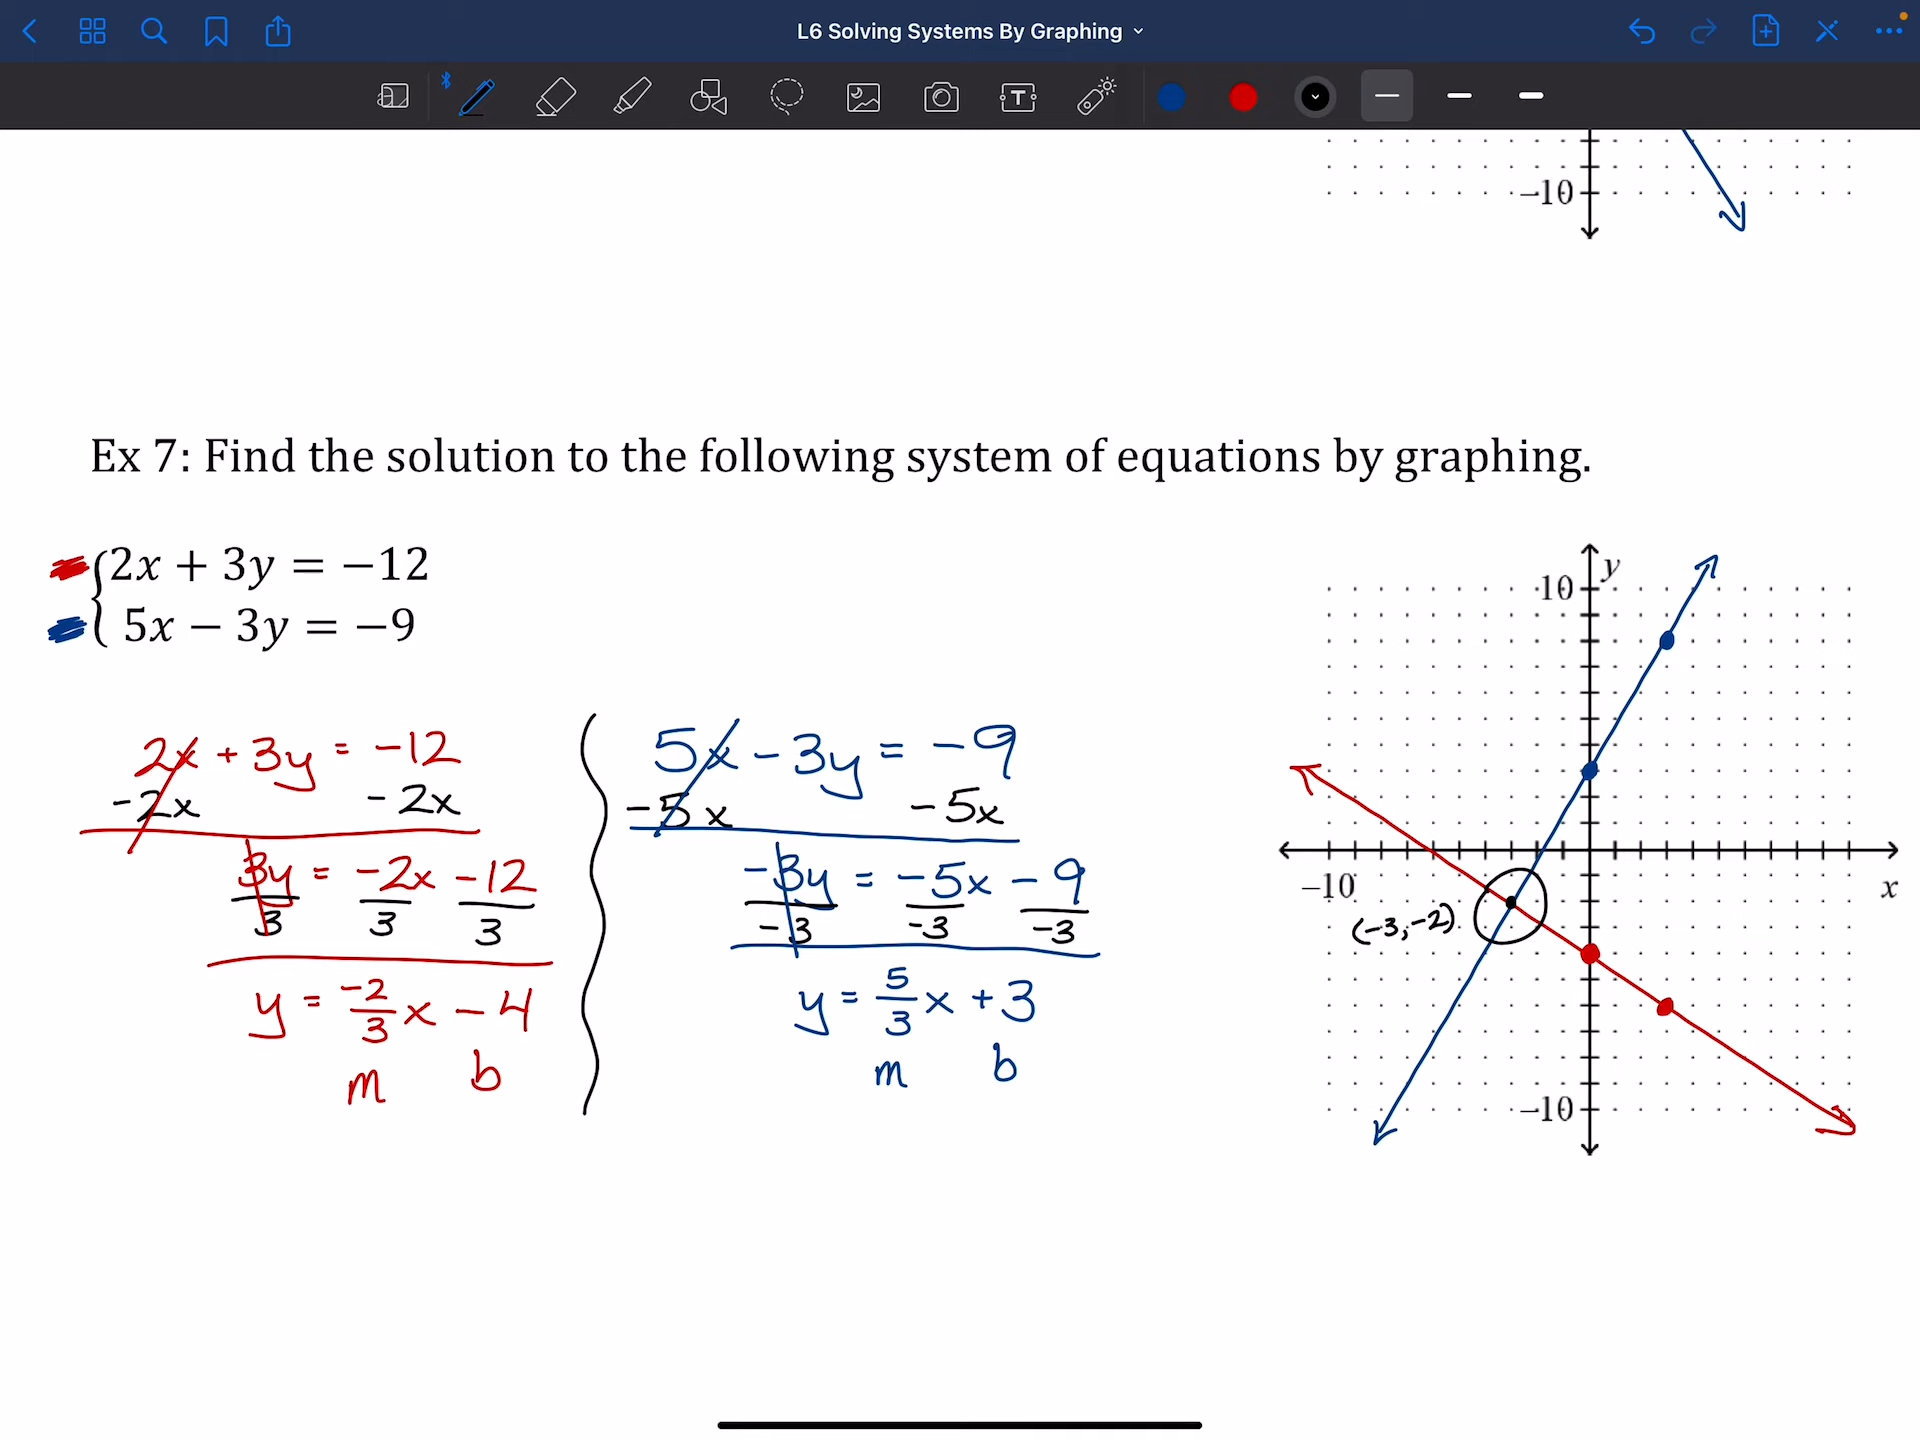 L6 Solving Systems By Graphing
-10
Ex 7: Find the solution to the following system of equations by graphing.
2x + 3y = −12
5x − 3y = −9
2x + 3y = -12
-2x -2x
3y = -2x - 12
3 3 3
y = -2/3 x - 4
m b
5x - 3y = -9
-5x -5x
-3y = -5x - 9
-3 -3 -3
y = 5/3 x + 3
m b
10 y
-10 x
(-3,-2)
-10